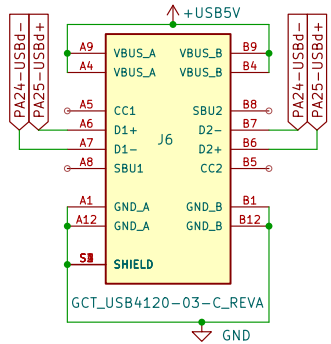 +USB5V
PA24-USBd-
PA25-USBd+
PA24-USBd-
PA25-USBd+
A9 VBUS_A VBUS_B B9
A4 VBUS_A VBUS_B B4
A5 CC1 SBU2 B8
A6 D1+ D2- B7
J6
A7 D1- D2+ B6
A8 SBU1 CC2 B5
A1 GND_A GND_B B1
A12 GND_A GND_B B12
SHIELD
GCT_USB4120-03-C_REVA
GND